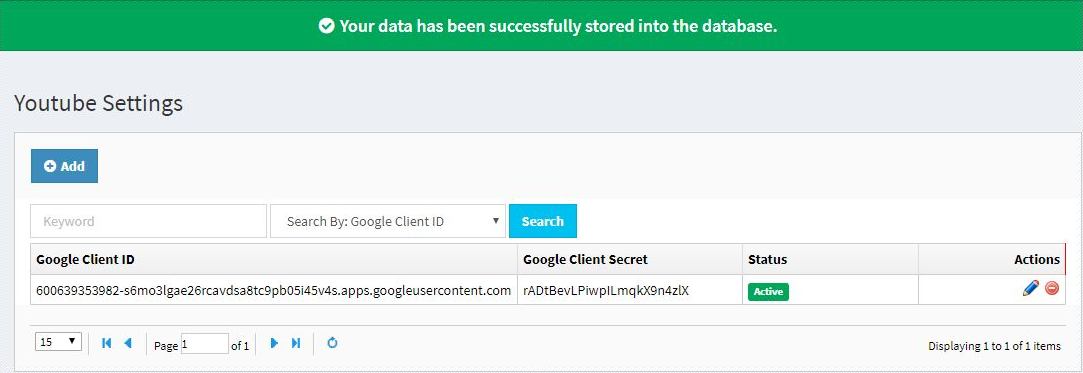 Your data has been successfully stored into the database.
Youtube Settings
Add
Keyword
Search By: Google Client ID
Search
Google Client ID Google Client Secret Status Actions
600639353982-s6mo3lgae26rcavdsa8tc9pb05i45v4s.apps.googleusercontent.com rADtBevLPiwpILmqkX9n4zlX Active
15 Page 1 of 1 Displaying 1 to 1 of 1 items